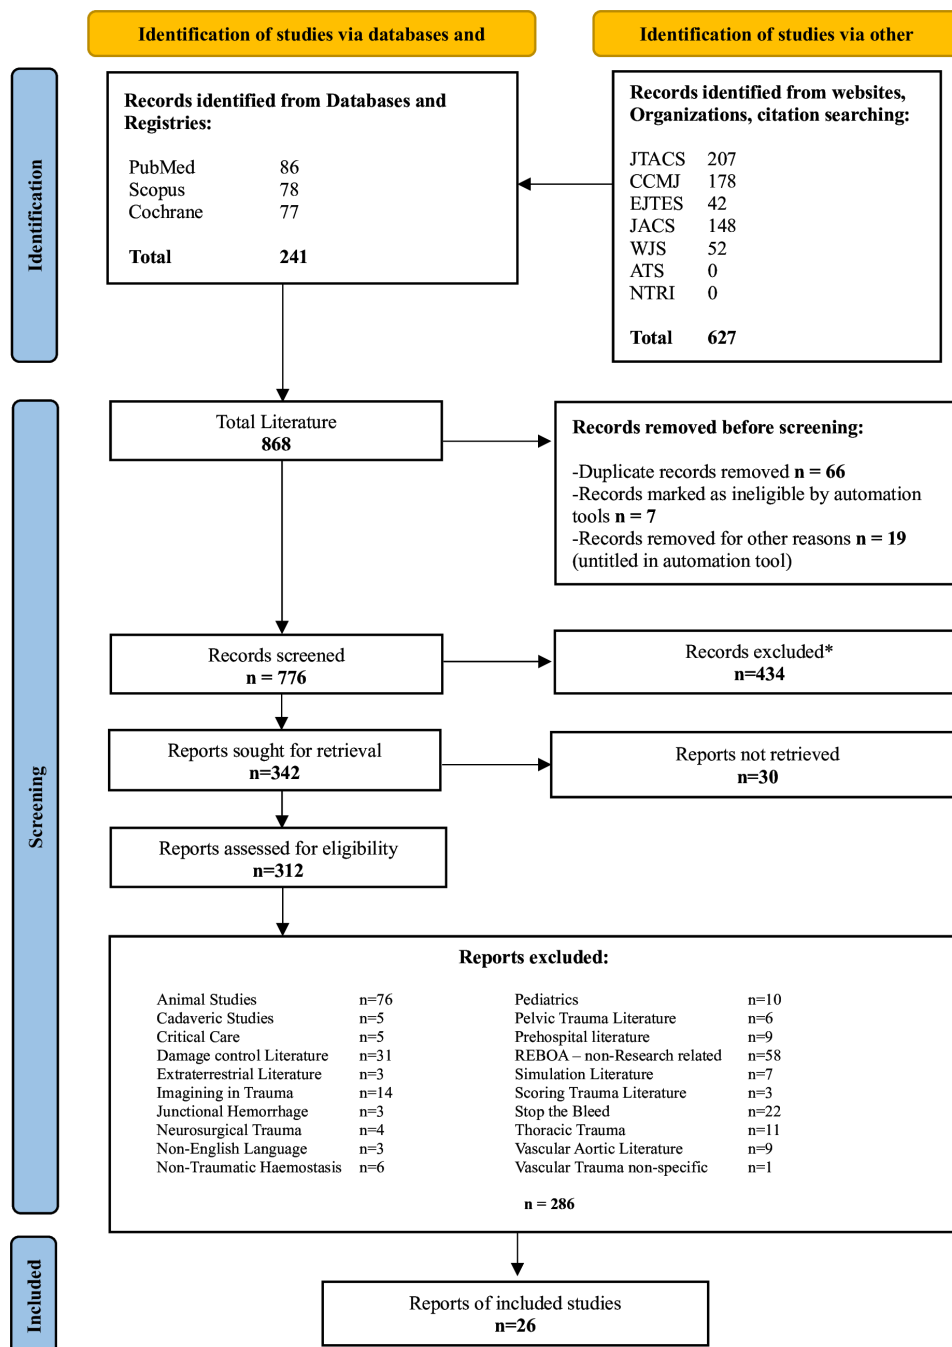 Identification of studies via databases and
Identification of studies via other
Identification
Records identified from Databases and
Registries:
PubMed 86
Scopus 78
Cochrane 77
Total 241
Records identified from websites,
Organizations, citation searching:
JTACS 207
CCMJ 178
EJTES 42
JACS 148
WJS 52
ATS 0
NTRI 0
Total 627
Screening
Total Literature
868
Records removed before screening:
-Duplicate records removed n = 66
-Records marked as ineligible by automation
tools n = 7
-Records removed for other reasons n = 19
(untitled in automation tool)
Records screened
n = 776
Records excluded*
n=434
Reports sought for retrieval
n=342
Reports not retrieved
n=30
Reports assessed for eligibility
n=312
Reports excluded:
Animal Studies n=76
Cadaveric Studies n=5
Critical Care n=5
Damage control Literature n=31
Extraterrestrial Literature n=3
Imagining in Trauma n=14
Junctional Hemorrhage n=3
Neurosurgical Trauma n=4
Non-English Language n=3
Non-Traumatic Haemostasis n=6
Pediatrics n=10
Pelvic Trauma Literature n=6
Prehospital literature n=9
REBOA – non-Research related n=58
Simulation Literature n=7
Scoring Trauma Literature n=3
Stop the Bleed n=22
Thoracic Trauma n=11
Vascular Aortic Literature n=9
Vascular Trauma non-specific n=1
n = 286
Included
Reports of included studies
n=26